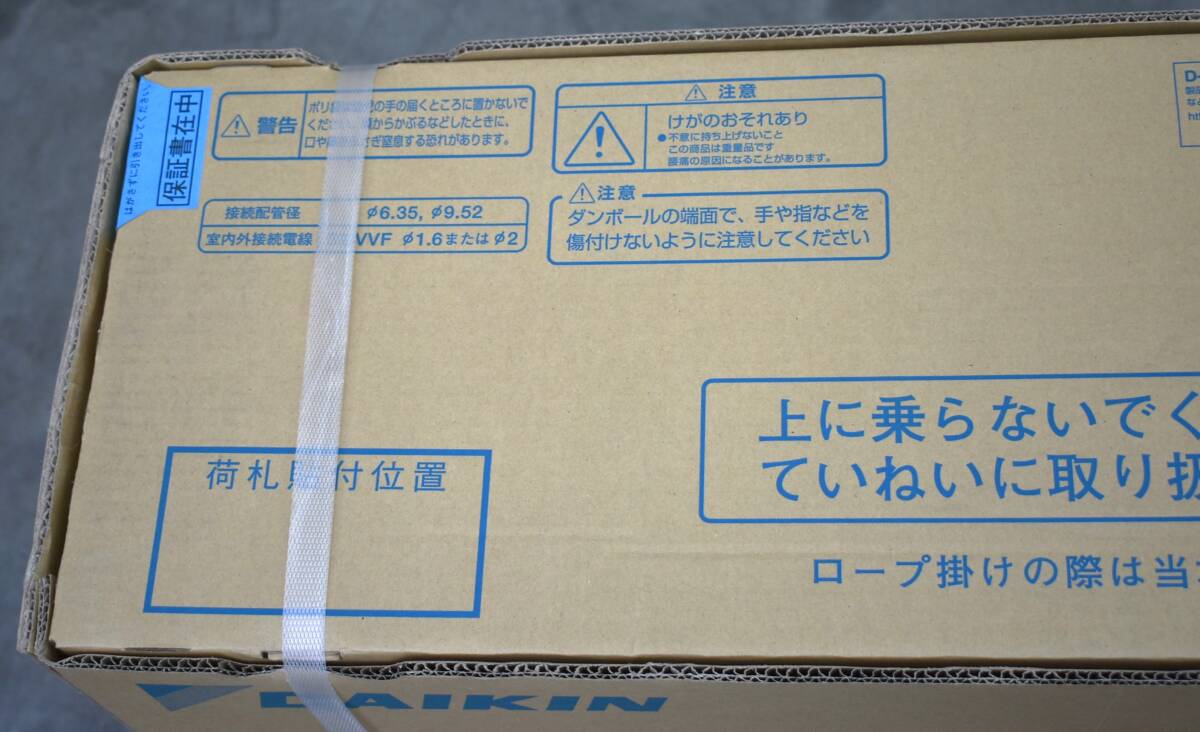 はがさずに引き出してください。
保証書在中
警告
ポリ の手の届くところに置かないで
くださ からかぶるなどしたときに、
口や ぎ窒息する恐れがあります。
注意
けがのおそれあり
●不意に持ち上げないこと
この商品は重量品です
腰痛の原因になることがあります。
接続配管径 φ6.35, φ9.52
室内外接続電線 VVF φ1.6またはφ2
注意
ダンボールの端面で、手や指などを
傷付けないように注意してください
D-
製品
な
ht
上に乗らないでく
ていねいに取り扱
荷札貼付位置
ロープ掛けの際は当
DAIKIN